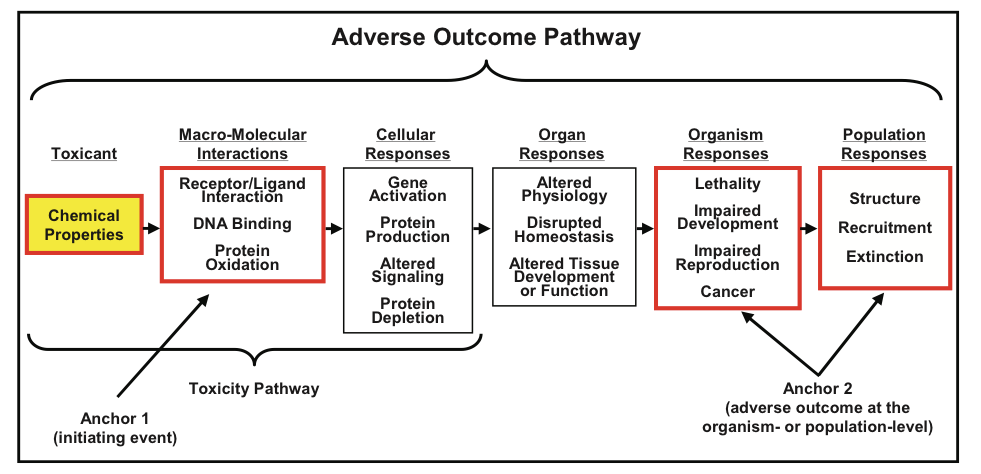 Adverse Outcome Pathway
Toxicant
Macro-Molecular
Interactions
Cellular
Responses
Organ
Responses
Organism
Responses
Population
Responses
Chemical
Properties
Receptor/Ligand
Interaction
DNA Binding
Protein
Oxidation
Gene
Activation
Protein
Production
Altered
Signaling
Protein
Depletion
Altered
Physiology
Disrupted
Homeostasis
Altered Tissue
Development
or Function
Lethality
Impaired
Development
Impaired
Reproduction
Cancer
Structure
Recruitment
Extinction
Toxicity Pathway
Anchor 1
(initiating event)
Anchor 2
(adverse outcome at the
organism- or population-level)